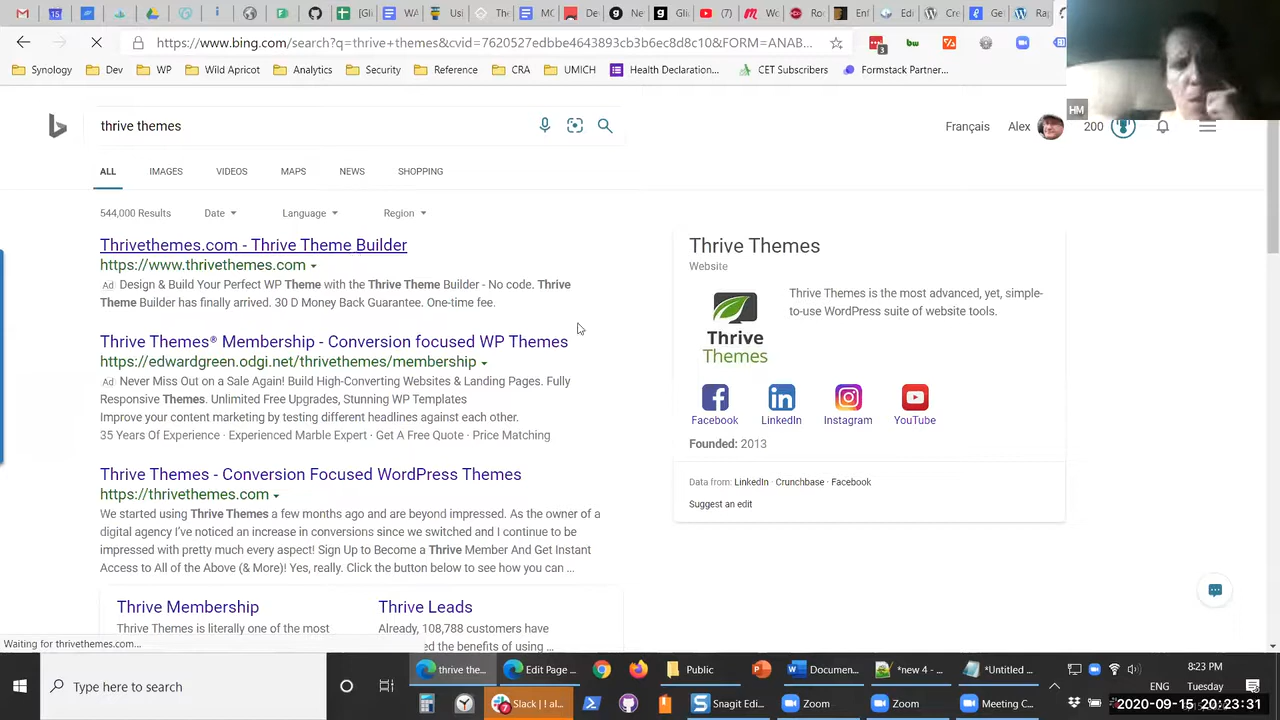 https://www.bing.com/search?q=thrive+themes&cvid=7620527edbbe4643893cb3b6ec8d8c10&FORM=ANAB...
Synology
Dev
WP
Wild Apricot
Analytics
Security
Reference
CRA
UMICH
Health Declaration...
CET Subscribers
Formstack Partner...
HM
thrive themes
Français
Alex
200
ALL
IMAGES
VIDEOS
MAPS
NEWS
SHOPPING
544,000 Results
Date
Language
Region
Thrivethemes.com - Thrive Theme Builder
https://www.thrivethemes.com
Ad Design & Build Your Perfect WP Theme with the Thrive Theme Builder - No code. Thrive
Theme Builder has finally arrived. 30 D Money Back Guarantee. One-time fee.
Thrive Themes® Membership - Conversion focused WP Themes
https://edwardgreen.odgi.net/thrivethemes/membership
Ad Never Miss Out on a Sale Again! Build High-Converting Websites & Landing Pages. Fully
Responsive Themes. Unlimited Free Upgrades, Stunning WP Templates
Improve your content marketing by testing different headlines against each other.
35 Years Of Experience · Experienced Marble Expert · Get A Free Quote · Price Matching
Thrive Themes - Conversion Focused WordPress Themes
https://thrivethemes.com
We started using Thrive Themes a few months ago and are beyond impressed. As the owner of a
digital agency I've noticed an increase in conversions since we switched and I continue to be
impressed with pretty much every aspect! Sign Up to Become a Thrive Member And Get Instant
Access to All of the Above (& More)! Yes, really. Click the button below to see how you can ...
Thrive Membership
Thrive Themes is literally one of the most
Thrive Leads
Already, 108,788 customers have
ed the benefits of using ...
Thrive Themes
Website
Thrive Themes is the most advanced, yet, simple-
to-use WordPress suite of website tools.
Thrive
Themes
Facebook
LinkedIn
Instagram
YouTube
Founded: 2013
Data from: LinkedIn · Crunchbase · Facebook
Suggest an edit
Waiting for thrivethemes.com...
Type here to search
thrive the...
Edit Page ...
Public
Documen...
*new 4 - ...
*Untitled ...
Slack | al...
Snagit Edi...
Zoom
Zoom
Meeting C...
ENG
8:23 PM
Tuesday
2020-09-15 20:23:31